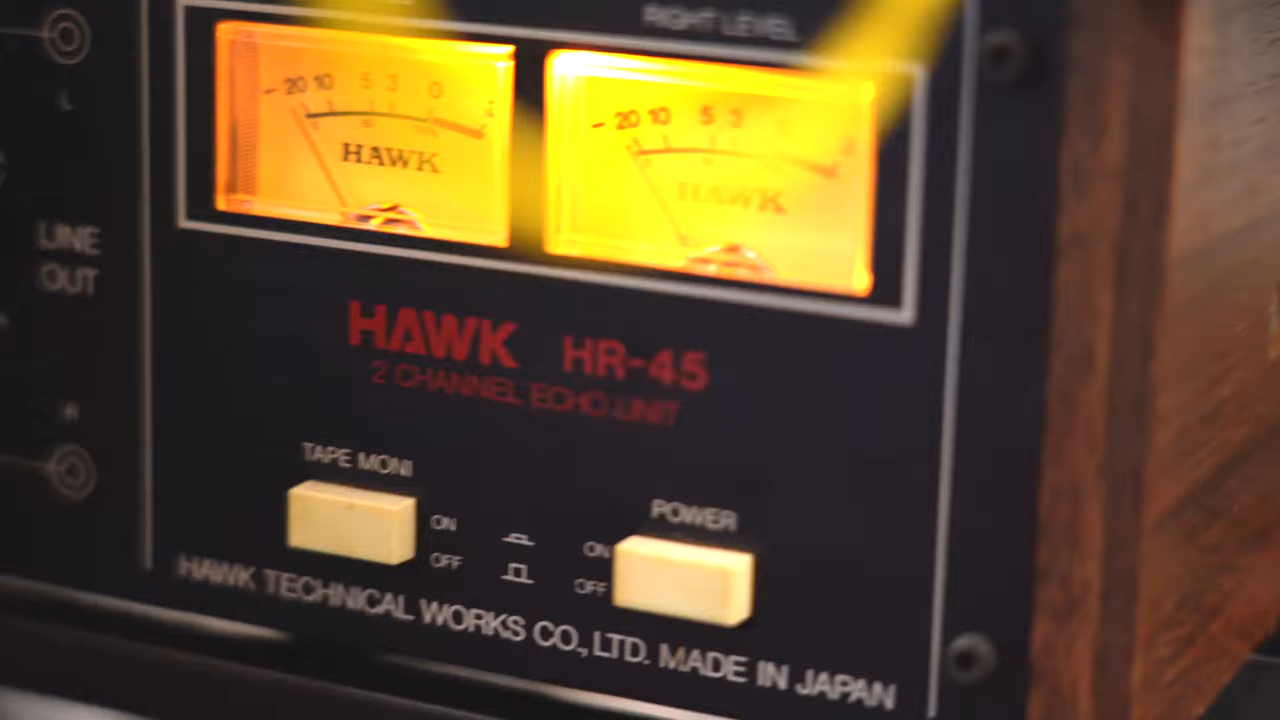 RIGHT LEVEL
L
- 20 10 5 3 0
HAWK
- 20 10 5 3
HAWK
LINE
OUT
HAWK HR-45
2 CHANNEL ECHO UNIT
R
TAPE MONI
ON
OFF
POWER
ON
OFF
HAWK TECHNICAL WORKS CO., LTD. MADE IN JAPAN